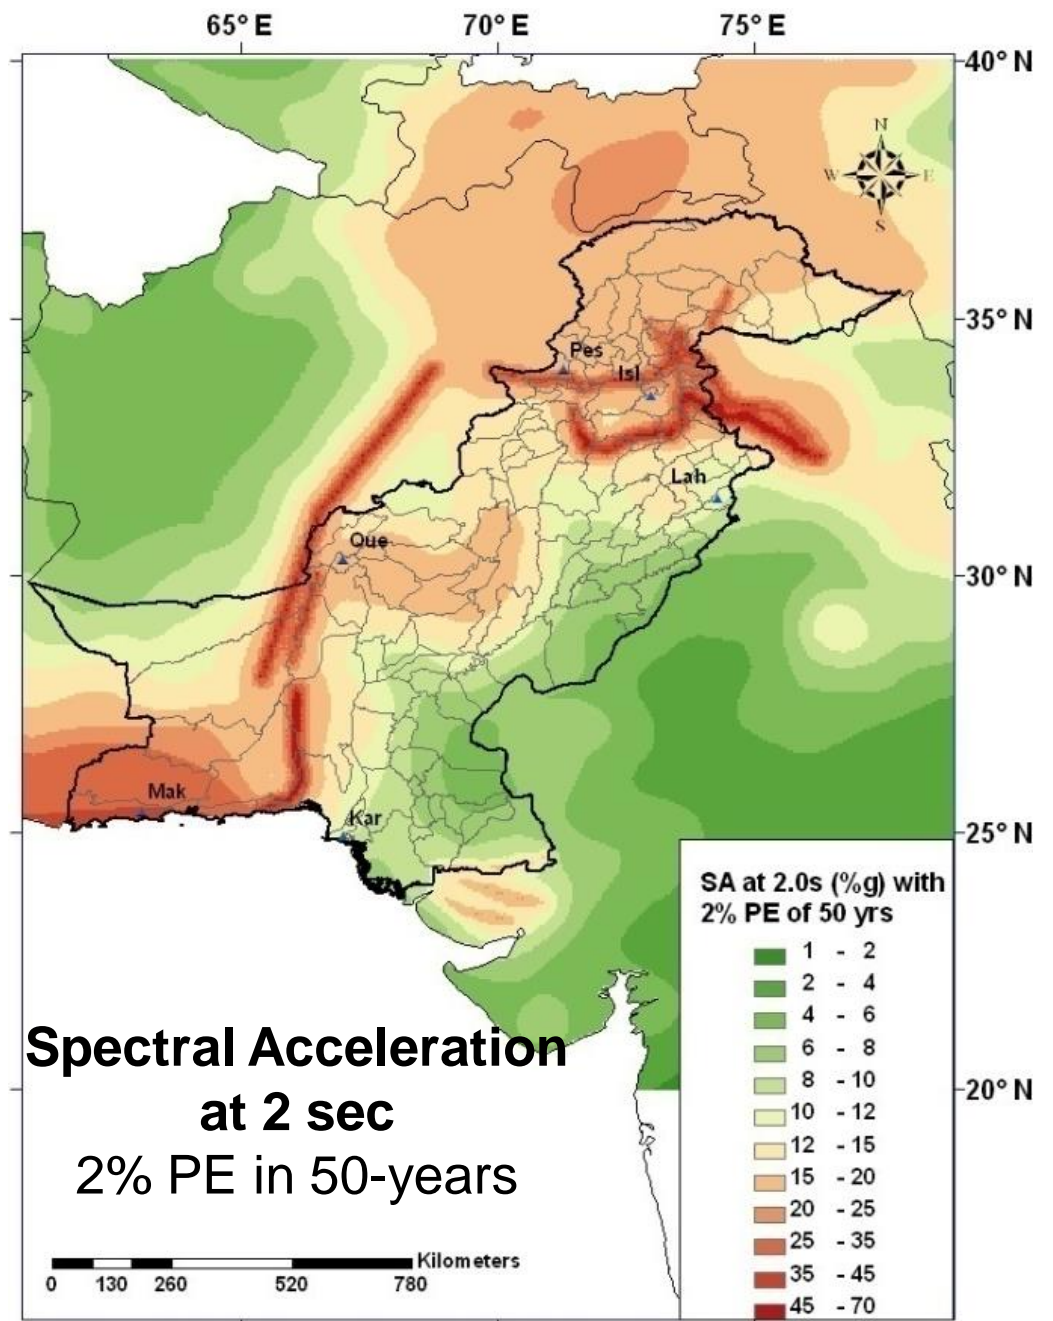 65° E 70° E 75° E
40° N
N
W E
S
35° N
Pes
Isl
Lah
Que
30° N
Mak
Kar
25° N
SA at 2.0s (%g) with
2% PE of 50 yrs
1 - 2
2 - 4
4 - 6
6 - 8
8 - 10
10 - 12
12 - 15
15 - 20
20 - 25
25 - 35
35 - 45
45 - 70
20° N
Spectral Acceleration
at 2 sec
2% PE in 50-years
Kilometers
0 130 260 520 780